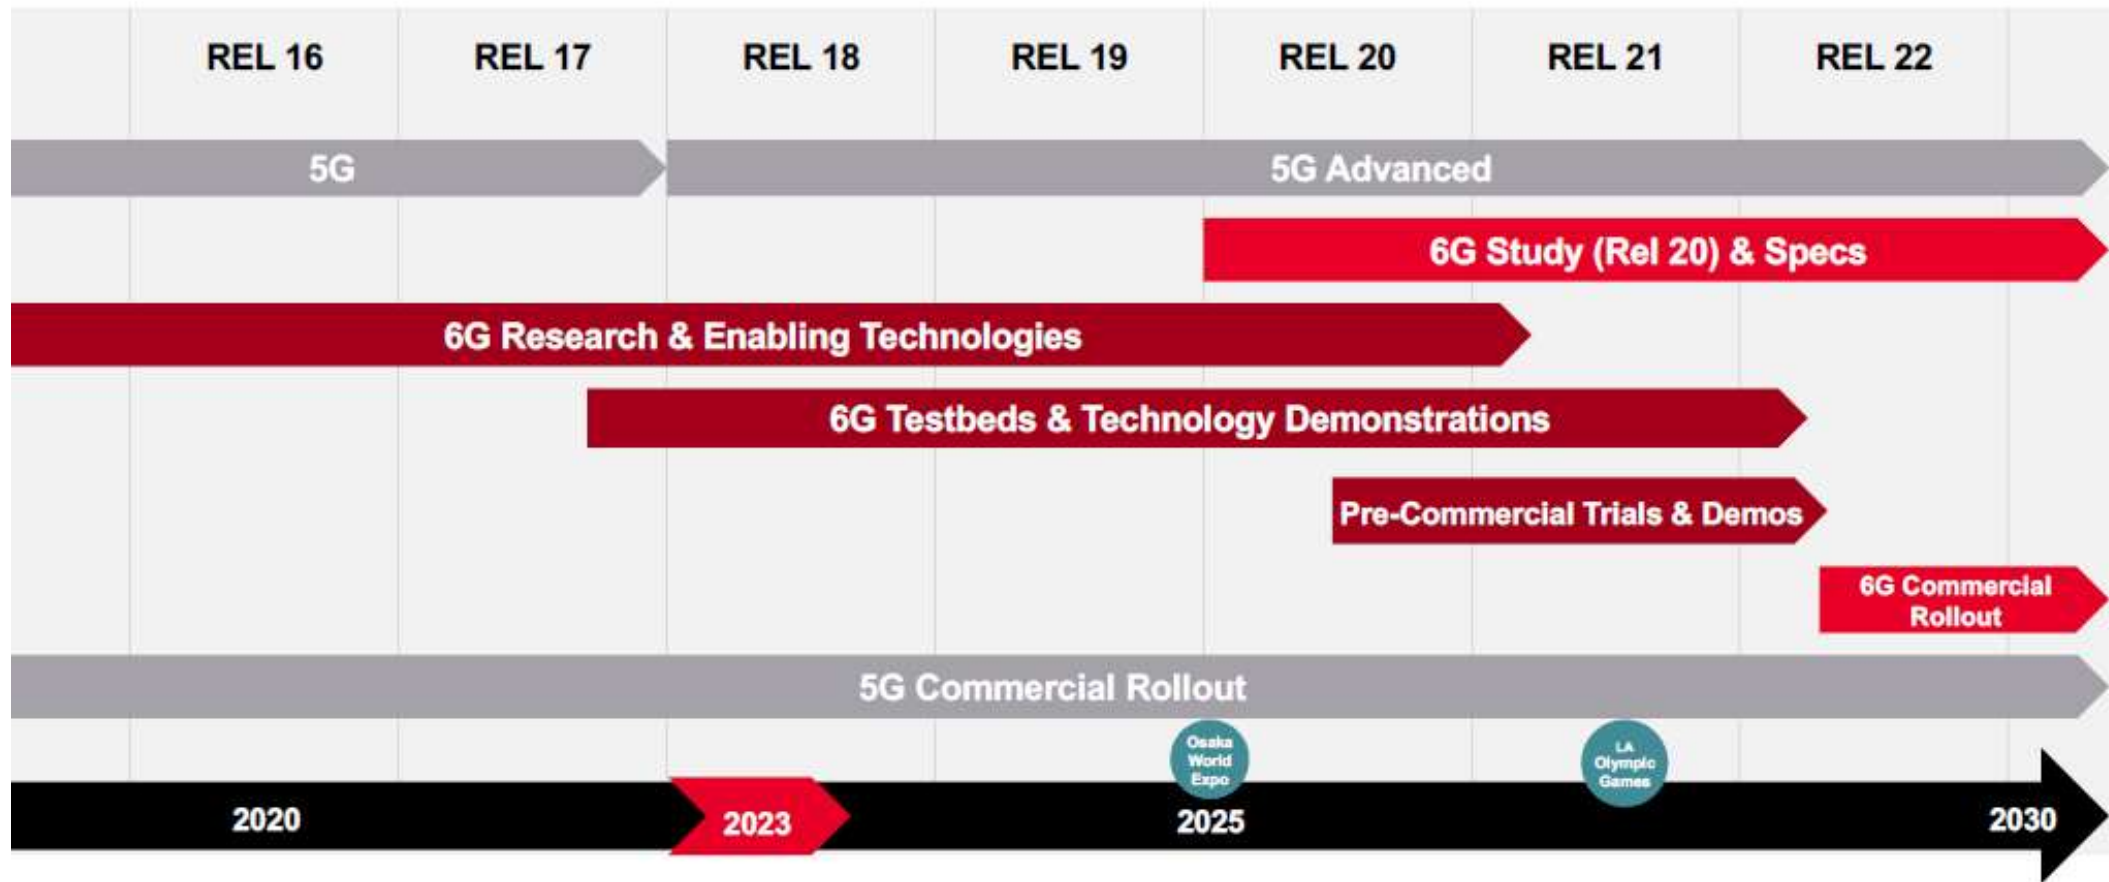 REL 16 REL 17 REL 18 REL 19 REL 20 REL 21 REL 22
5G 5G Advanced
6G Study (Rel 20) & Specs
6G Research & Enabling Technologies
6G Testbeds & Technology Demonstrations
Pre-Commercial Trials & Demos
6G Commercial
Rollout
5G Commercial Rollout
Osaka
World
Expo
LA
Olympic
Games
2020 2023 2025 2030